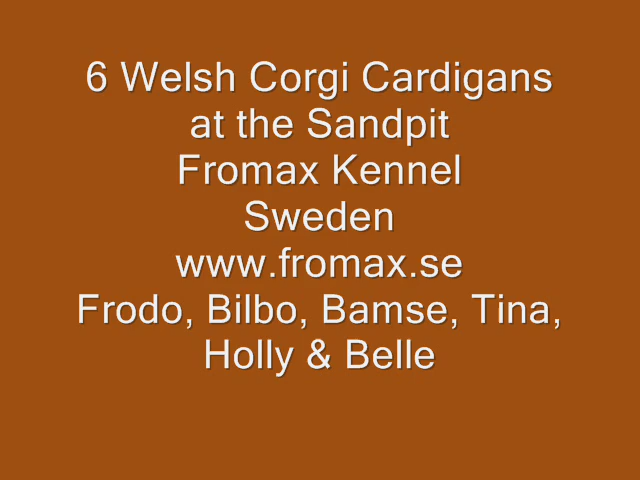 6 Welsh Corgi Cardigans
at the Sandpit
Fromax Kennel
Sweden
www.fromax.se
Frodo, Bilbo, Bamse, Tina,
Holly & Belle